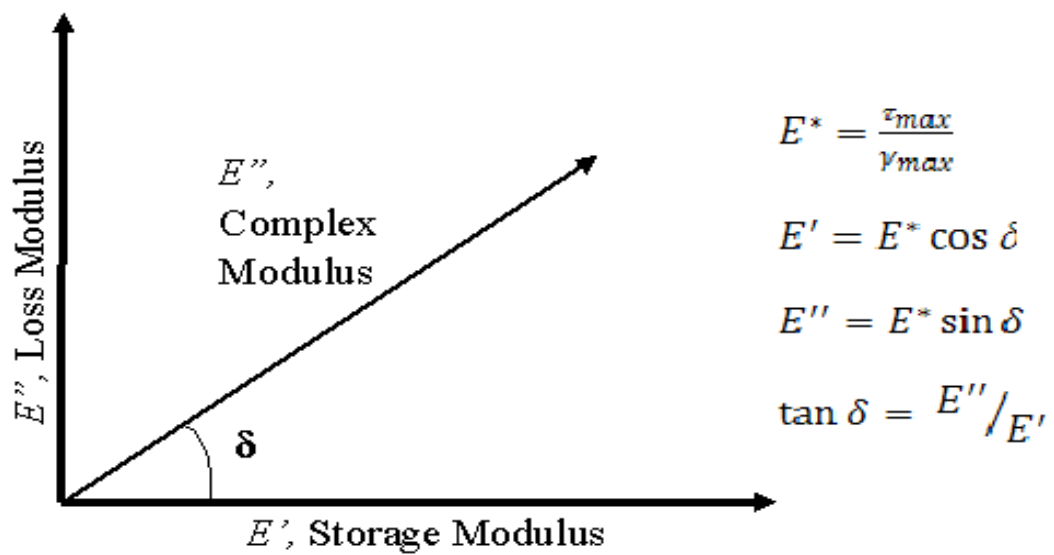 E'', Loss Modulus
E'',
Complex
Modulus
δ
E', Storage Modulus
E* = τmax / γmax
E' = E* cos δ
E'' = E* sin δ
tan δ = E''/E'